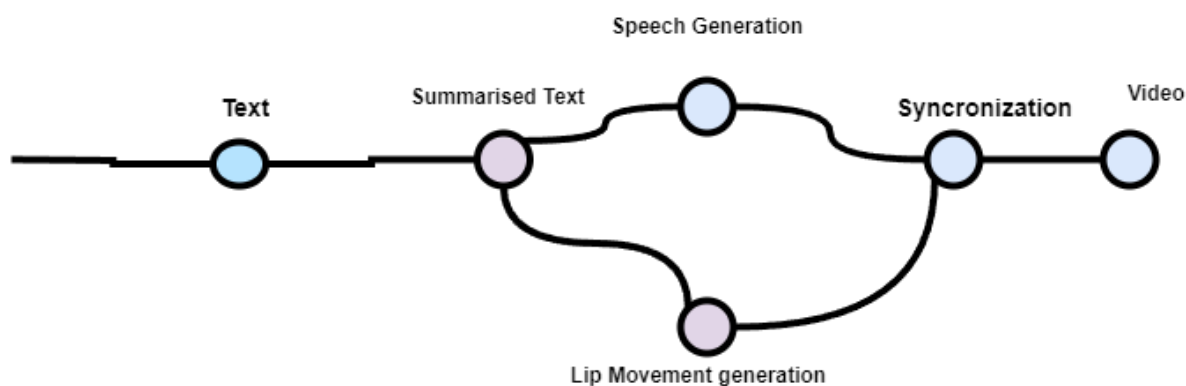 Speech Generation
Text
Summarised Text
Syncronization
Video
Lip Movement generation